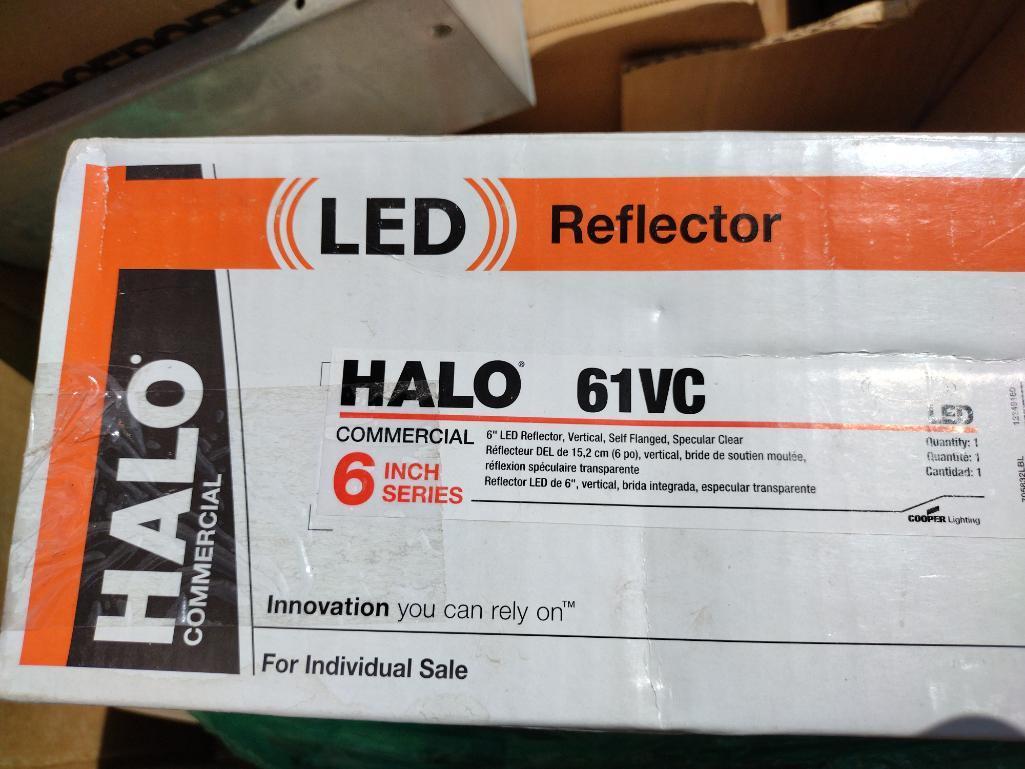 LED Reflector
HALO®
COMMERCIAL
HALO® 61VC
COMMERCIAL
6 INCH
SERIES
6" LED Reflector, Vertical, Self Flanged, Specular Clear
Réflecteur DEL de 15,2 cm (6 po), vertical, bride de soutien moulée,
réflexion spéculaire transparente
Reflector LED de 6", vertical, brida integrada, especular transparente
LED
Quantity: 1
Quantité: 1
Cantidad: 1
COOPER Lighting
Innovation you can rely on™
For Individual Sale